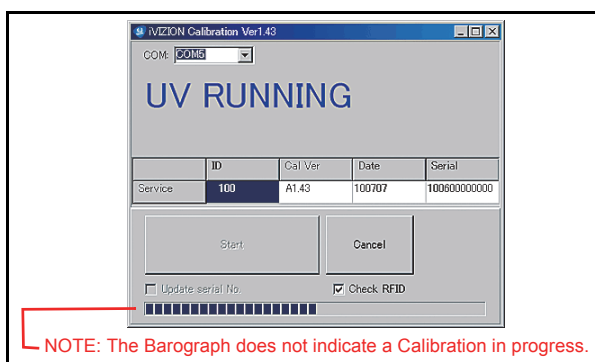 iVIZION Calibration Ver1.43
COM: COM5
UV RUNNING
ID Cal Ver Date Serial
Service 100 A1.43 100707 100600000000
Start Cancel
Update serial No. Check RFID
NOTE: The Barograph does not indicate a Calibration in progress.